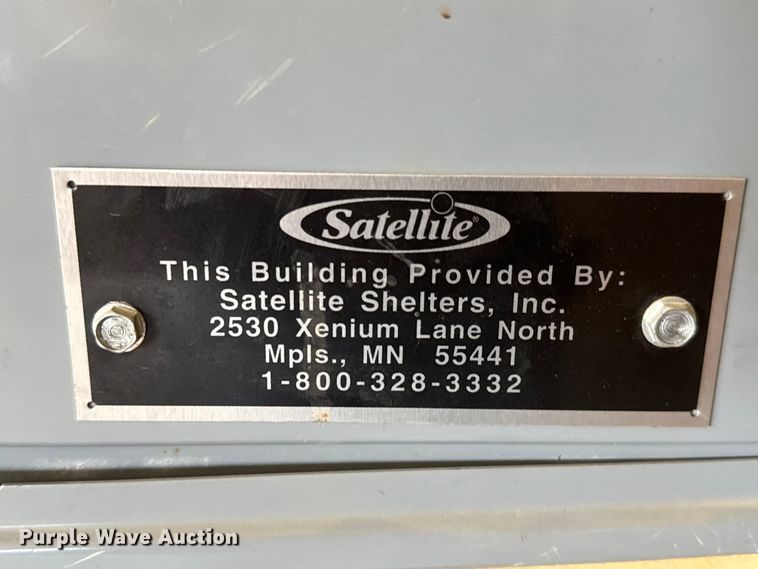 Satellite®
This Building Provided By:
Satellite Shelters, Inc.
2530 Xenium Lane North
Mpls., MN 55441
1-800-328-3332
Purple Wave Auction